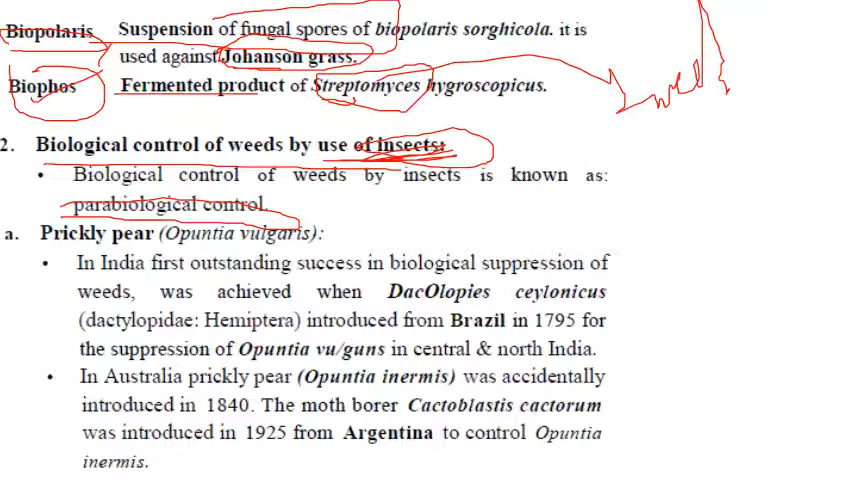 Biopolaris Suspension of fungal spores of biopolaris sorghicola. it is
used against Johanson grass.
Biophos Fermented product of Streptomyces hygroscopicus.
2. Biological control of weeds by use of insects:
• Biological control of weeds by insects is known as:
parabiological control.
a. Prickly pear (Opuntia vulgaris):
• In India first outstanding success in biological suppression of
weeds, was achieved when DacOlopies ceylonicus
(dactylopidae: Hemiptera) introduced from Brazil in 1795 for
the suppression of Opuntia vu/guns in central & north India.
• In Australia prickly pear (Opuntia inermis) was accidentally
introduced in 1840. The moth borer Cactoblastis cactorum
was introduced in 1925 from Argentina to control Opuntia
inermis.